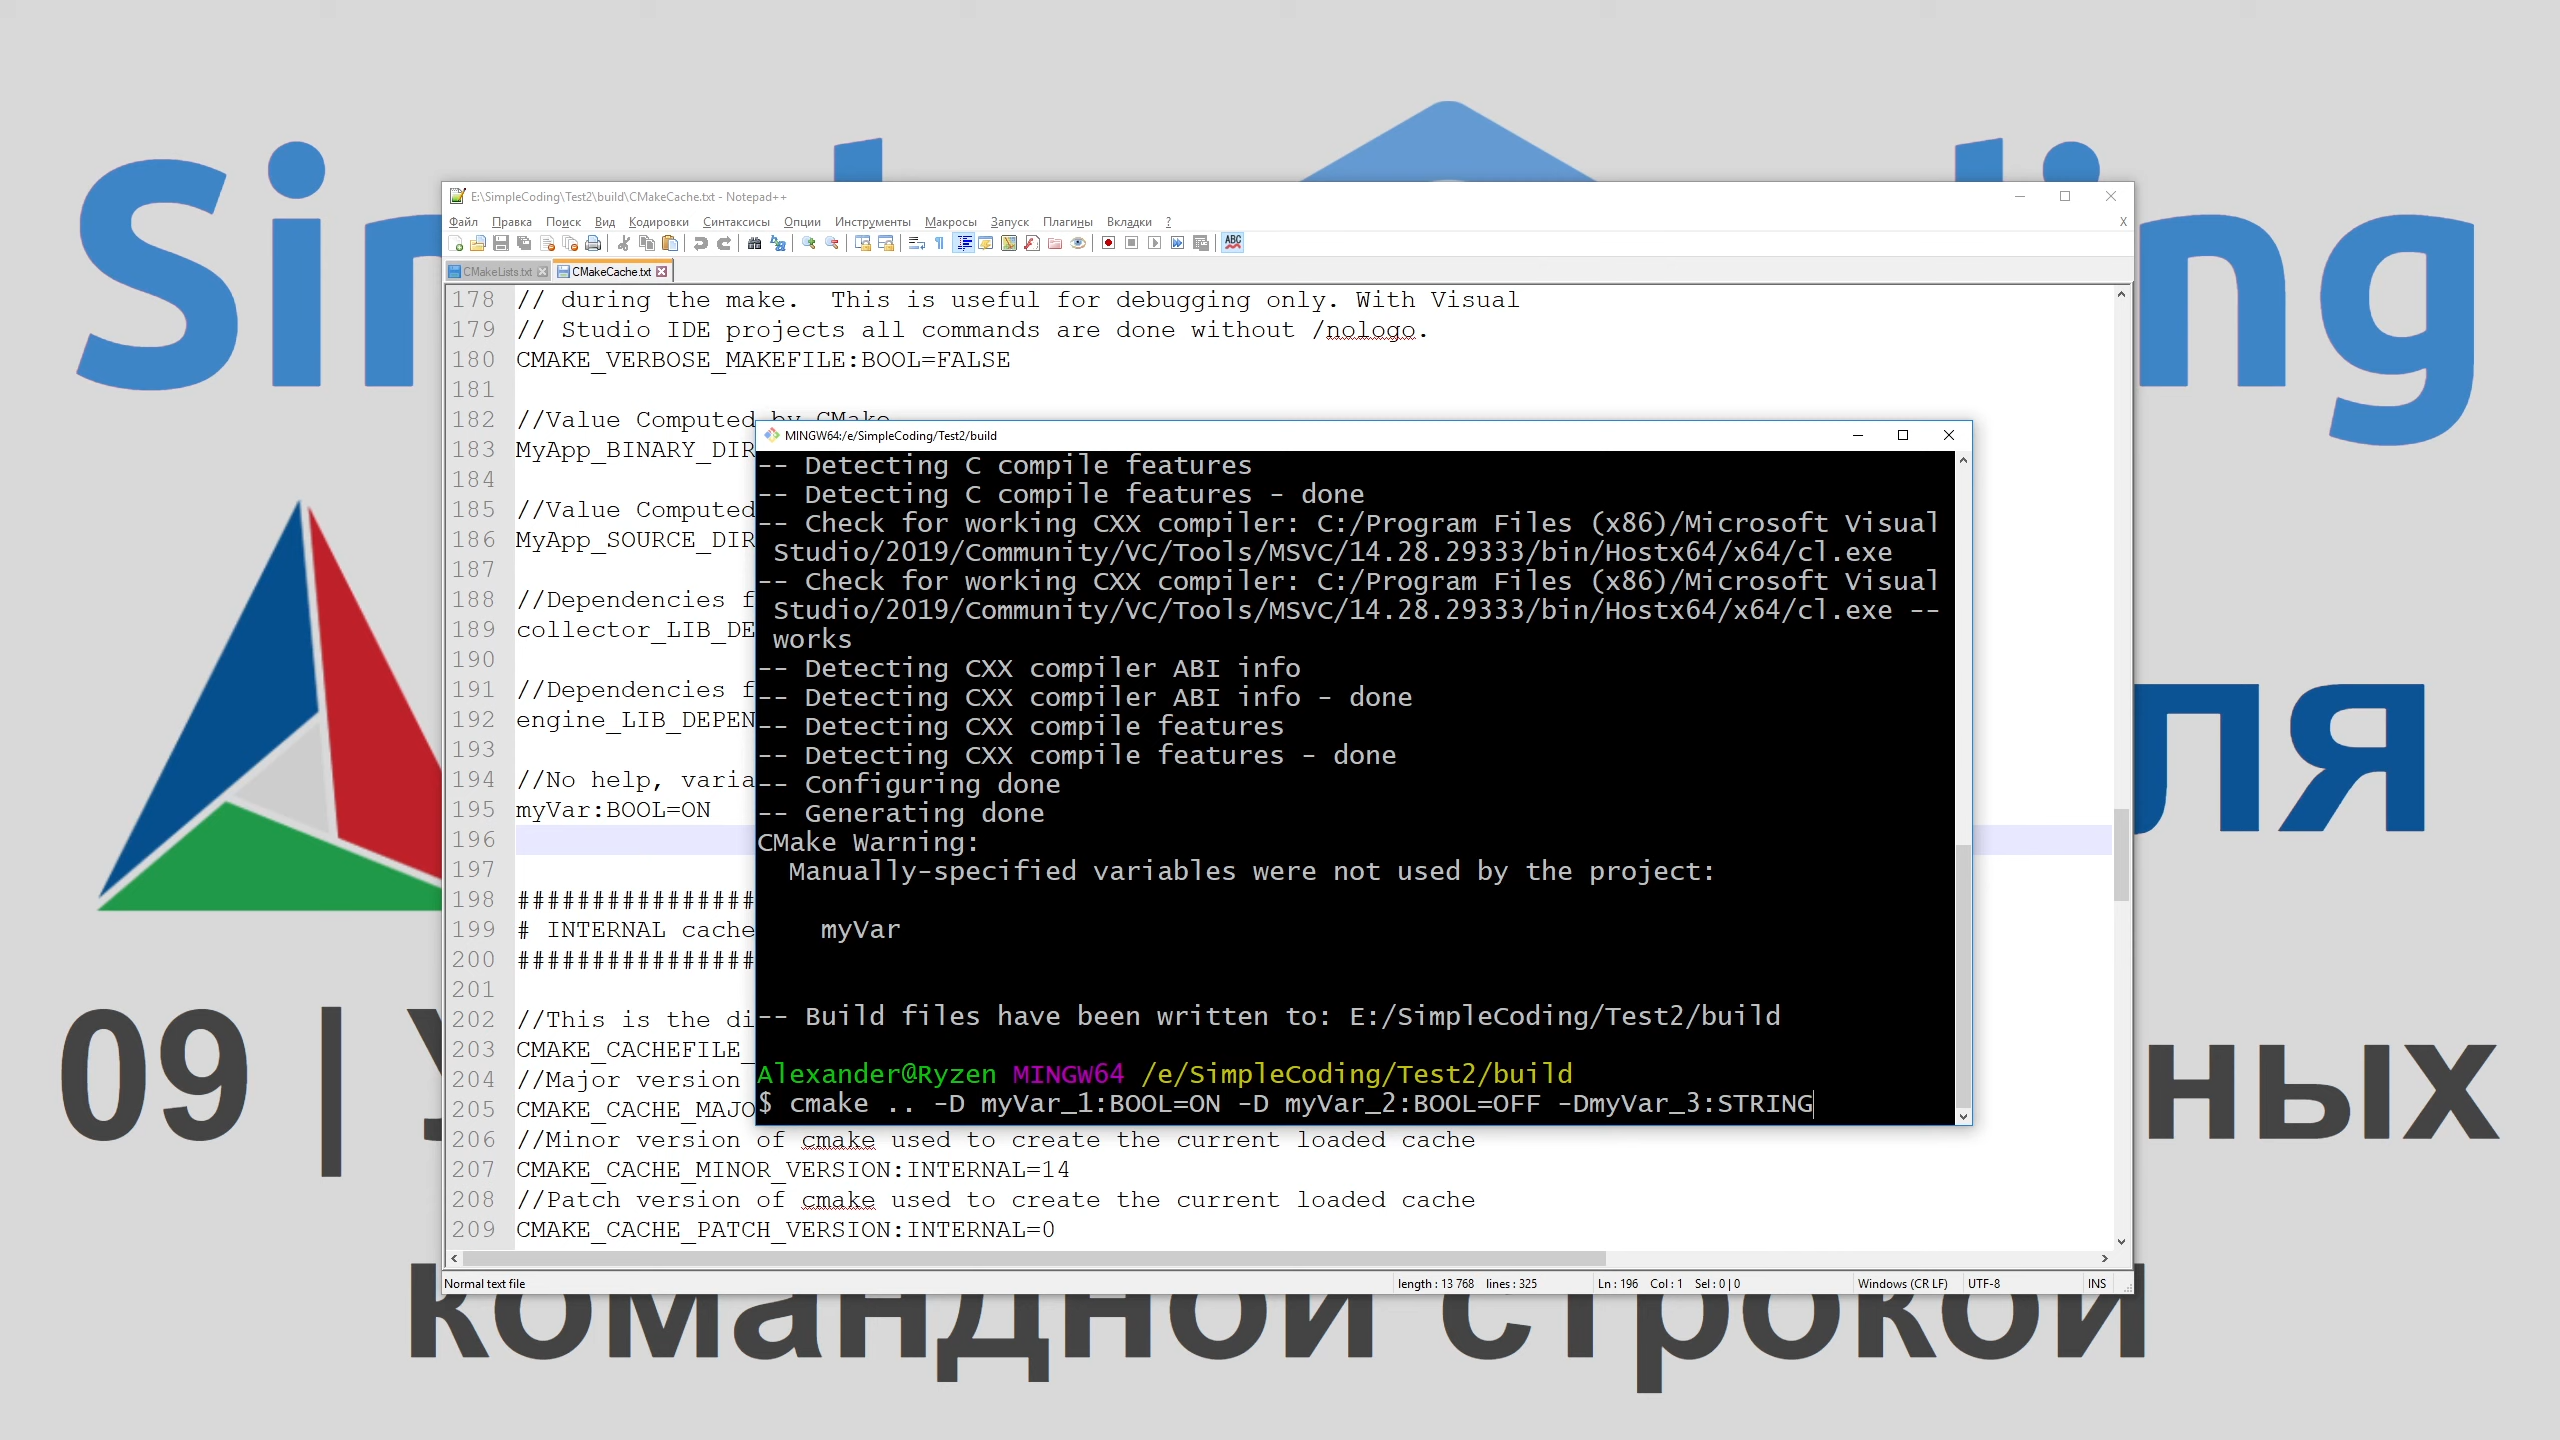 Sim
ing
E:\SimpleCoding\Test2\build\CMakeCache.txt - Notepad++
Файл Правка Поиск Вид Кодировки Синтаксисы Опции Инструменты Макросы Запуск Плагины Вкладки ?
X
ABC
CMakeLists.txt CMakeCache.txt
178 // during the make.  This is useful for debugging only. With Visual
179 // Studio IDE projects all commands are done without /nologo.
180 CMAKE_VERBOSE_MAKEFILE:BOOL=FALSE
181
182 //Value Computed by CMake
183 MyApp_BINARY_DIR
184
185 //Value Computed
186 MyApp_SOURCE_DIR
187
188 //Dependencies f
189 collector_LIB_DE
190
191 //Dependencies f
192 engine_LIB_DEPEN
193
194 //No help, varia
195 myVar:BOOL=ON
196
197
198 ################
199 # INTERNAL cache
200 ################
201
202 //This is the di
203 CMAKE_CACHEFILE_
204 //Major version
205 CMAKE_CACHE_MAJO
206 //Minor version of cmake used to create the current loaded cache
207 CMAKE_CACHE_MINOR_VERSION:INTERNAL=14
208 //Patch version of cmake used to create the current loaded cache
209 CMAKE_CACHE_PATCH_VERSION:INTERNAL=0
Normal text file length : 13 768 lines : 325 Ln : 196 Col : 1 Sel : 0 | 0 Windows (CR LF) UTF-8 INS
MINGW64:/e/SimpleCoding/Test2/build
-- Detecting C compile features
-- Detecting C compile features - done
-- Check for working CXX compiler: C:/Program Files (x86)/Microsoft Visual
Studio/2019/Community/VC/Tools/MSVC/14.28.29333/bin/Hostx64/x64/cl.exe
-- Check for working CXX compiler: C:/Program Files (x86)/Microsoft Visual
Studio/2019/Community/VC/Tools/MSVC/14.28.29333/bin/Hostx64/x64/cl.exe --
works
-- Detecting CXX compiler ABI info
-- Detecting CXX compiler ABI info - done
-- Detecting CXX compile features
-- Detecting CXX compile features - done
-- Configuring done
-- Generating done
CMake Warning:
Manually-specified variables were not used by the project:
myVar
-- Build files have been written to: E:/SimpleCoding/Test2/build
Alexander@Ryzen MINGW64 /e/SimpleCoding/Test2/build
$ cmake .. -D myVar_1:BOOL=ON -D myVar_2:BOOL=OFF -DmyVar_3:STRING
ля
09 | У
ных
командной строкой